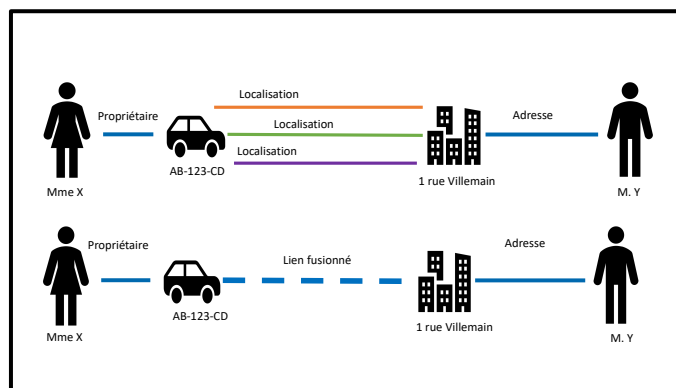 Localisation
Propriétaire
Adresse
Localisation
Localisation
AB-123-CD
1 rue Villemain
Mme X
M. Y
Propriétaire
Adresse
Lien fusionné
AB-123-CD
1 rue Villemain
Mme X
M. Y